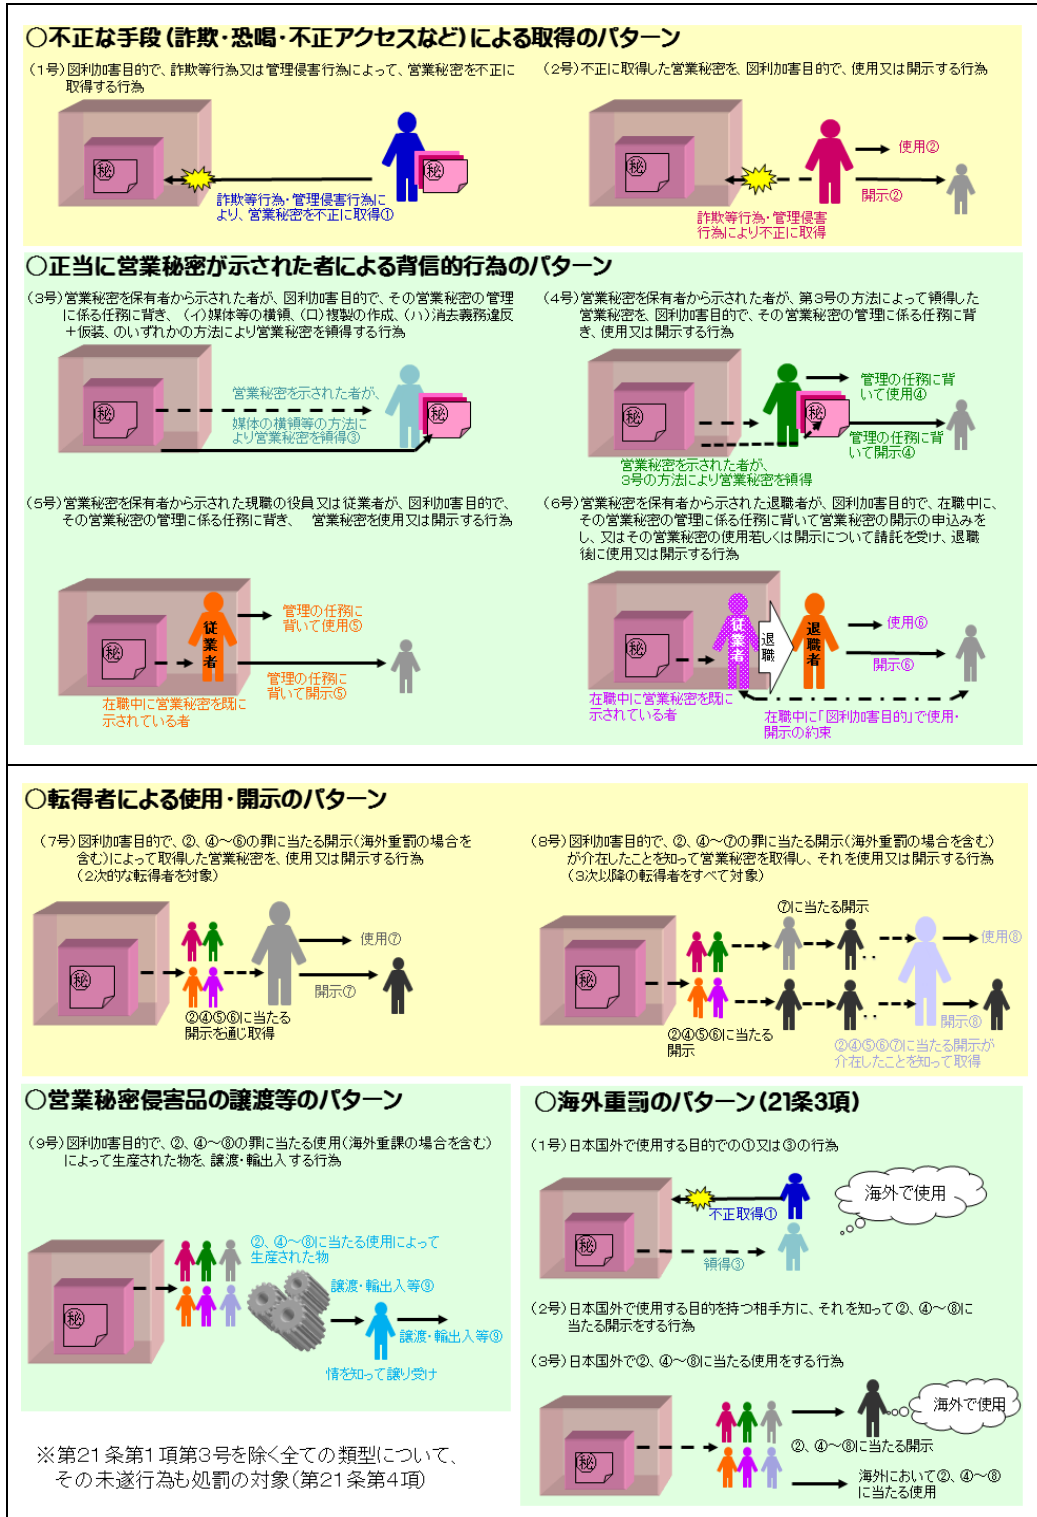 ○不正な手段(詐欺・恐喝・不正アクセスなど)による取得のパターン
(1号)図利加害目的で、詐欺等行為又は管理侵害行為によって、営業秘密を不正に
取得する行為
秘
秘
詐欺等行為・管理侵害行為に
より、営業秘密を不正に取得①
(2号)不正に取得した営業秘密を、図利加害目的で、使用又は開示する行為
秘
使用②
開示②
詐欺等行為・管理侵害
行為により不正に取得
○正当に営業秘密が示された者による背信的行為のパターン
(3号)営業秘密を保有者から示された者が、図利加害目的で、その営業秘密の管理
に係る任務に背き、(イ)媒体等の横領、(ロ)複製の作成、(ハ)消去義務違反
+仮装、のいずれかの方法により営業秘密を領得する行為
秘
営業秘密を示された者が、
媒体の横領等の方法に
より営業秘密を領得③
秘
(4号)営業秘密を保有者から示された者が、第3号の方法によって領得した
営業秘密を、図利加害目的で、その営業秘密の管理に係る任務に背
き、使用又は開示する行為
秘
秘
管理の任務に背
いて使用④
管理の任務に背
いて開示④
営業秘密を示された者が、
3号の方法により営業秘密を領得
(5号)営業秘密を保有者から示された現職の役員又は従業者が、図利加害目的で、
その営業秘密の管理に係る任務に背き、 営業秘密を使用又は開示する行為
秘
従業者
管理の任務に
背いて使用⑤
管理の任務に
背いて開示⑤
在職中に営業秘密を既に
示されている者
(6号)営業秘密を保有者から示された退職者が、図利加害目的で、在職中に、
その営業秘密の管理に係る任務に背いて営業秘密の開示の申込みを
し、又はその営業秘密の使用若しくは開示について請託を受け、退職
後に使用又は開示する行為
秘
従業者
退職
退職者
使用⑥
開示⑥
在職中に営業秘密を既に
示されている者
在職中に「図利加害目的」で使用・
開示の約束
○転得者による使用・開示のパターン
(7号)図利加害目的で、②、④~⑥の罪に当たる開示(海外重罰の場合を
含む)によって取得した営業秘密を、使用又は開示する行為
(2次的な転得者を対象)
秘
使用⑦
開示⑦
②④⑤⑥に当たる
開示を通じ取得
(8号)図利加害目的で、②、④~⑦の罪に当たる開示(海外重罰の場合を含む)
が介在したことを知って営業秘密を取得し、それを使用又は開示する行為
(3次以降の転得者をすべて対象)
⑦に当たる開示
秘
使用⑧
開示⑧
②④⑤⑥に当たる
開示
②④⑤⑥⑦に当たる開示が
介在したことを知って取得
○営業秘密侵害品の譲渡等のパターン
(9号)図利加害目的で、②、④~⑧の罪に当たる使用(海外重課の場合を含む)
によって生産された物を、譲渡・輸出入する行為
秘
②、④~⑧に当たる使用によって
生産された物
譲渡・輸出入等⑨
譲渡・輸出入等⑨
情を知って譲り受け
※第21条第1項第3号を除く全ての類型について、
その未遂行為も処罰の対象(第21条第4項)
○海外重罰のパターン(21条3項)
(1号)日本国外で使用する目的での①又は③の行為
海外で使用
不正取得①
秘
領得③
(2号)日本国外で使用する目的を持つ相手方に、それを知って②、④~⑧に
当たる開示をする行為
(3号)日本国外で②、④~⑧に当たる使用をする行為
海外で使用
秘
②、④~⑧に当たる開示
海外において②、④~⑧
に当たる使用